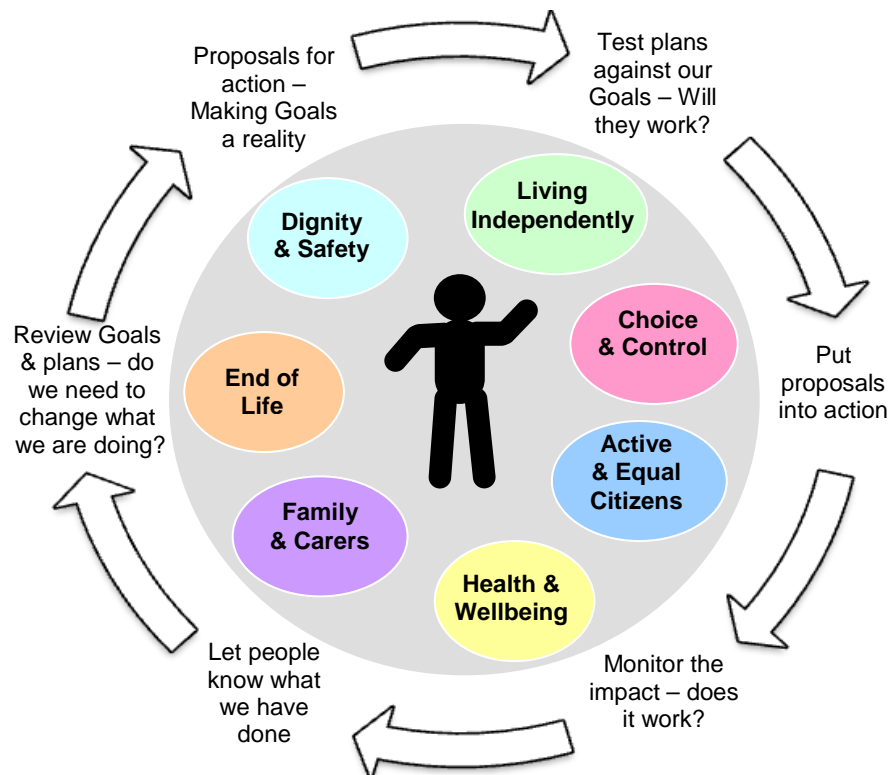 Proposals for
action –
Making Goals
a reality
Test plans
against our
Goals – Will
they work?
Put
proposals
into action
Monitor the
impact – does
it work?
Let people
know what
we have
done
Review Goals
& plans – do
we need to
change what
we are doing?
Living
Independently
Choice
& Control
Active
& Equal
Citizens
Health &
Wellbeing
Family
& Carers
End of
Life
Dignity
& Safety